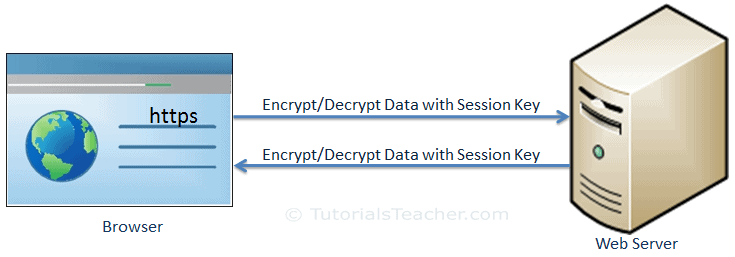 https
Encrypt/Decrypt Data with Session Key
Encrypt/Decrypt Data with Session Key
© TutorialsTeacher.com
Browser
Web Server